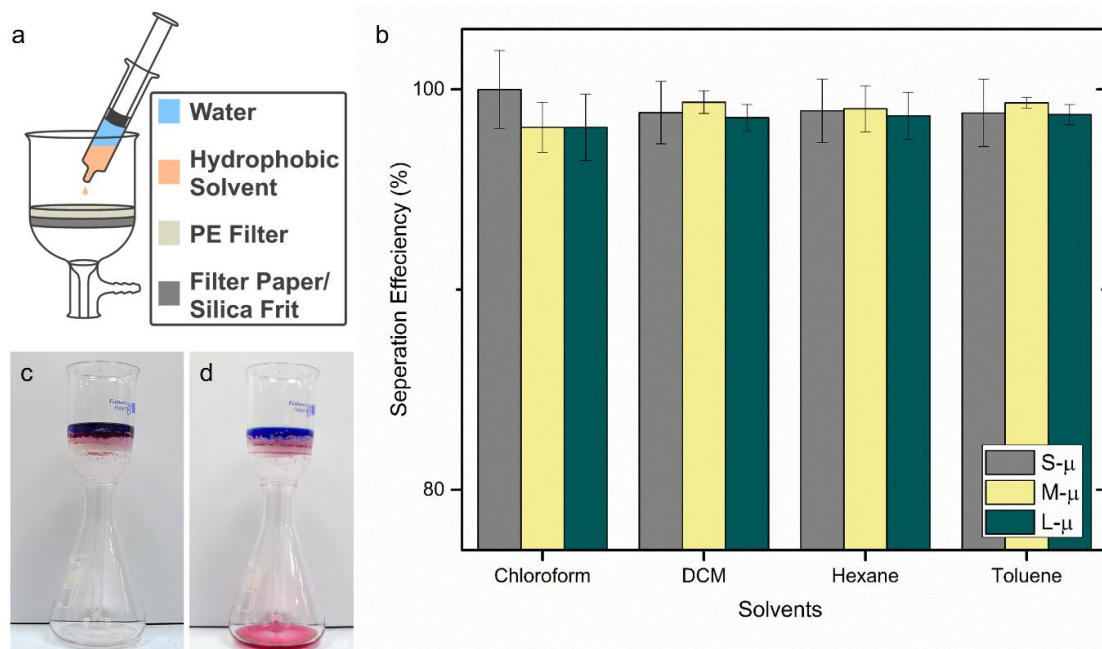 a
Water
Hydrophobic
Solvent
PE Filter
Filter Paper/
Silica Frit
b
Seperation Effeciency (%)
100
80
S-μ
M-μ
L-μ
Chloroform
DCM
Hexane
Toluene
Solvents
c
d